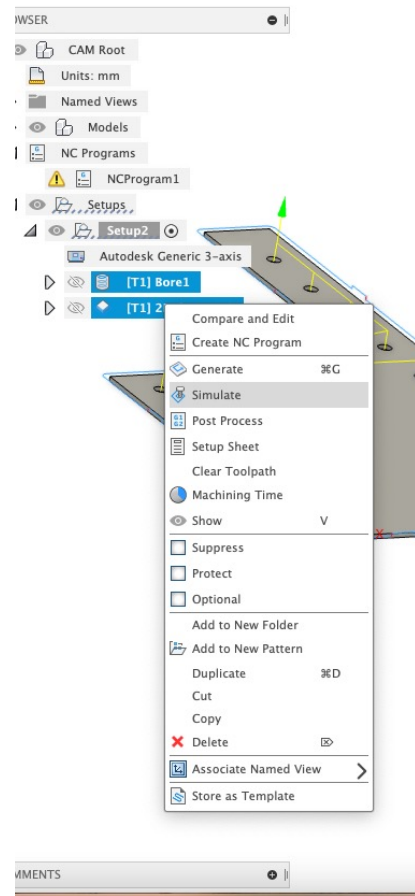 OWSER
CAM Root
Units: mm
Named Views
Models
NC Programs
NCProgram1
Setups
Setup2
Autodesk Generic 3-axis
[T1] Bore1
[T1] 2
Compare and Edit
Create NC Program
Generate ⌘G
Simulate
G1
G2
Post Process
Setup Sheet
Clear Toolpath
Machining Time
Show V
Suppress
Protect
Optional
Add to New Folder
Add to New Pattern
Duplicate ⌘D
Cut
Copy
Delete ⌦
Associate Named View
Store as Template
MMENTS